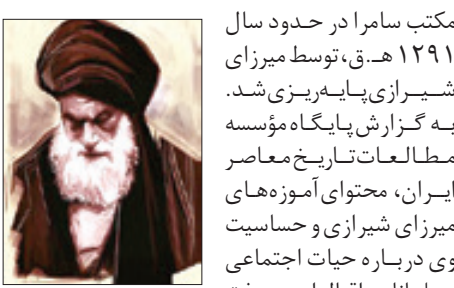 مکتب سامرا در حدود سال
۱۲۹۱ هـ.ق، توسط میرزای
شیرازی پایه‌ریزی شد.
به گزارش پایگاه مؤسسه
مطالعات تاریخ معاصر
ایران، محتوای آموزه‌های
میرزای شیرازی و حساسیت
وی درباره حیات اجتماعی